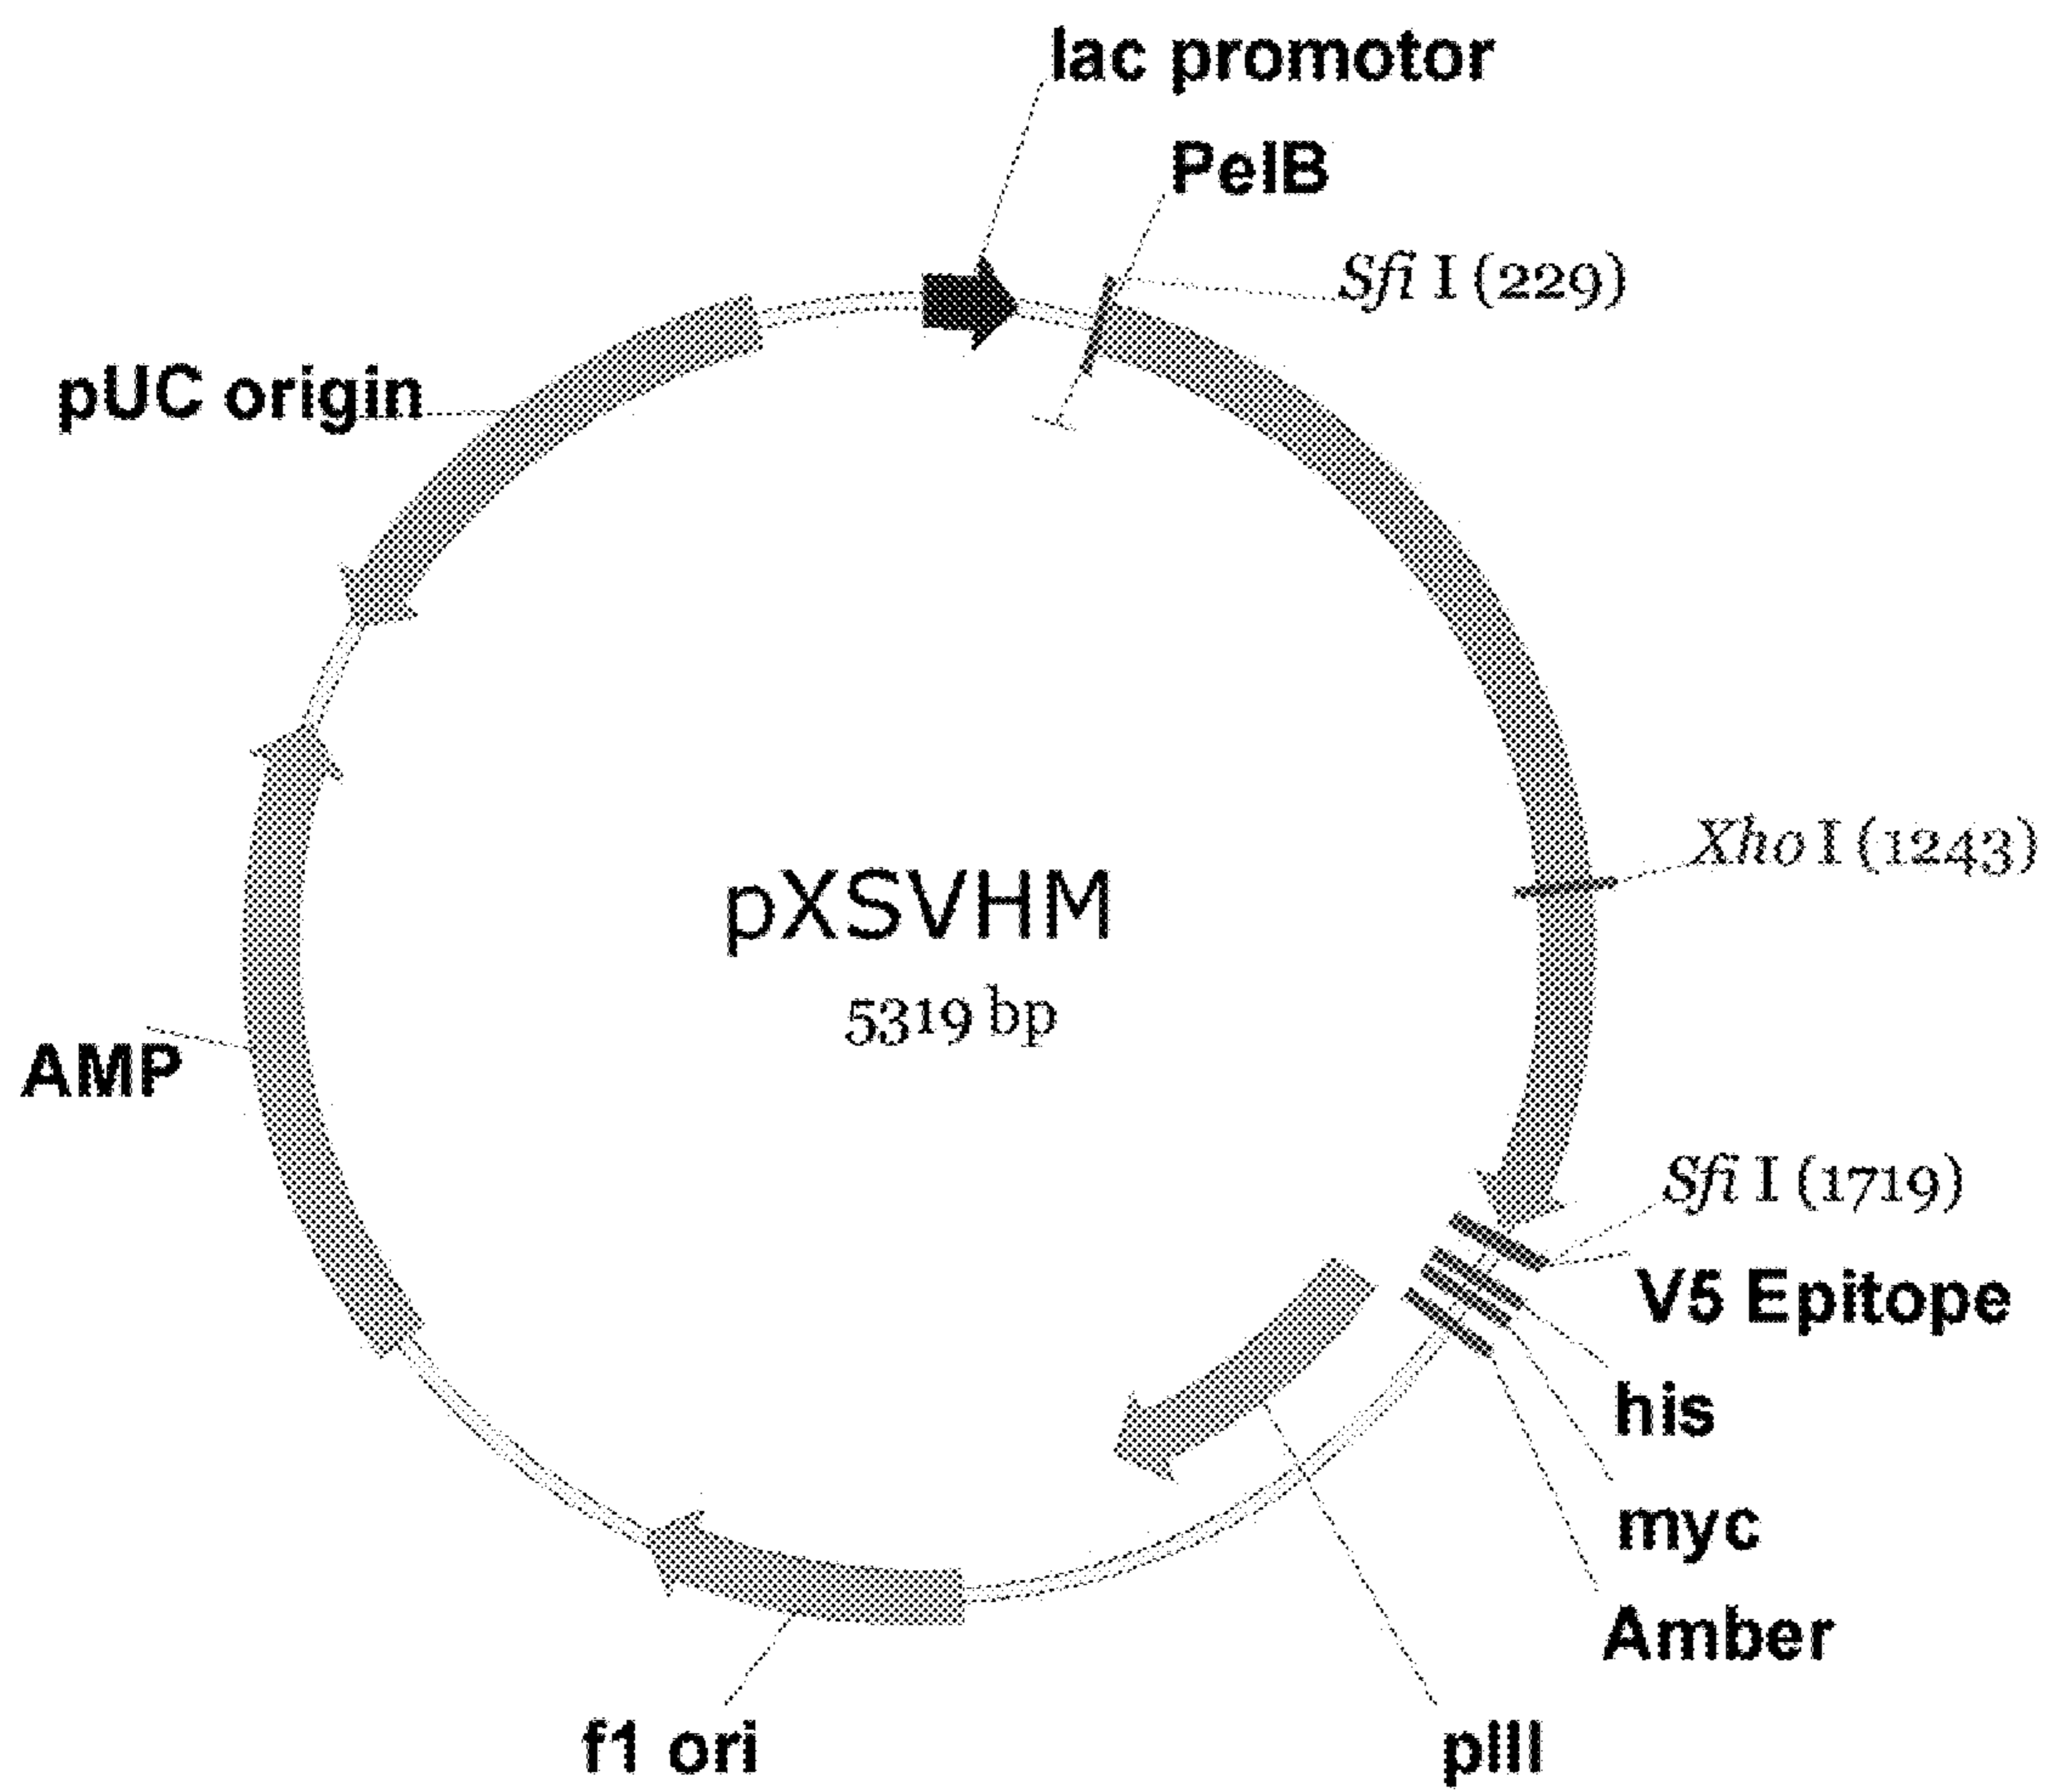 lac promotor
PelB
Sfi I (229)
pUC origin
Xho I (1243)
pXSVHM
5319 bp
AMP
Sfi I (1719)
V5 Epitope
his
myc
Amber
f1 ori
pIII